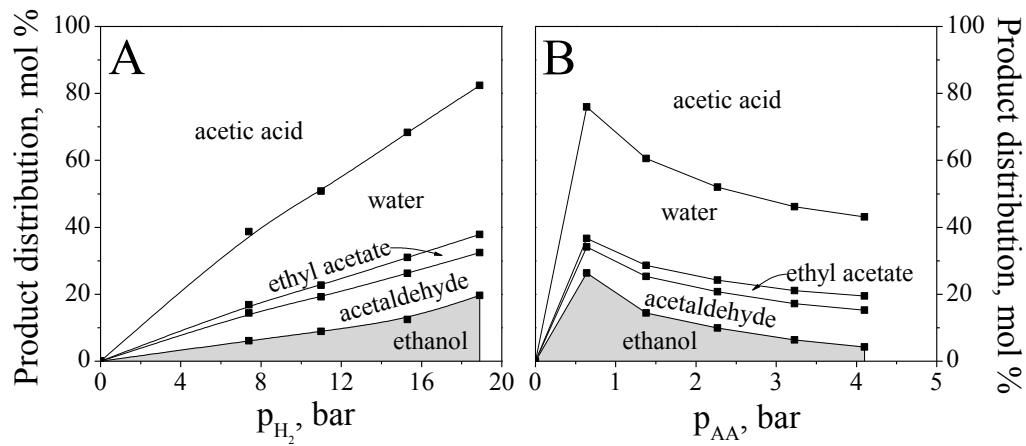 Product distribution, mol %
100
80
60
40
20
0
A
acetic acid
water
ethyl acetate
acetaldehyde
ethanol
0 4 8 12 16 20
p_H₂, bar
B
acetic acid
water
ethyl acetate
acetaldehyde
ethanol
0 1 2 3 4 5
p_AA, bar
100
80
60
40
20
0
Product distribution, mol %